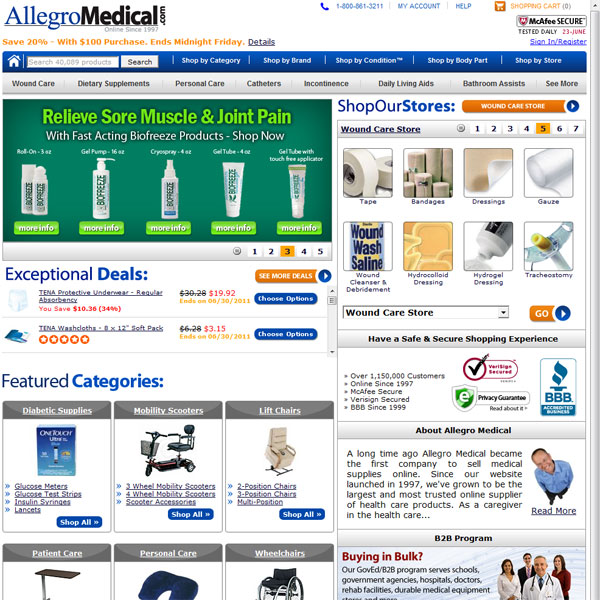 AllegroMedical.com
Online Since 1997
1-800-861-3211 | MY ACCOUNT | HELP
SHOPPING CART (0)
McAfee SECURE™
TESTED DAILY 23-JUNE
Save 20% - With $100 Purchase. Ends Midnight Friday. Details
Sign In/Register
Search 40,089 products
Search
Shop by Category
Shop by Brand
Shop by Condition™
Shop by Body Part
Shop by Store
Wound Care
Dietary Supplements
Personal Care
Catheters
Incontinence
Daily Living Aids
Bathroom Assists
See More
Relieve Sore Muscle & Joint Pain
With Fast Acting Biofreeze Products - Shop Now
Roll-On - 3 oz
Gel Pump - 16 oz
Cryospray - 4 oz
Gel Tube - 4 oz
Gel Tube with
touch free applicator
BIOFREEZE
BIOFREEZE
BIOFREEZE
BIOFREEZE
BIOFREEZE
more info
more info
more info
more info
more info
1 2 3 4 5
ShopOurStores:
WOUND CARE STORE
Wound Care Store
1 2 3 4 5 6 7
Tape
Bandages
Dressings
Gauze
Wound
Wash
Saline
Wound
Cleanser &
Debridement
Hydrocolloid
Dressing
Hydrogel
Dressing
Tracheostomy
Wound Care Store
GO
Exceptional Deals:
SEE MORE DEALS
TENA Protective Underwear - Regular
Absorbency
You Save $10.36 (34%)
$30.28 $19.92
Ends on 06/30/2011
Choose Options
TENA Washcloths - 8 x 12" Soft Pack
$6.28 $3.15
Ends on 06/30/2011
Choose Options
Have a Safe & Secure Shopping Experience
» Over 1,150,000 Customers
» Online Since 1997
» McAfee Secure
» Verisign Secured
» BBB Since 1999
VeriSign
Secured
Privacy Guarantee
Read about it
BBB
ACCREDITED
BUSINESS
Featured Categories:
Diabetic Supplies
ONETOUCH
Ultra
» Glucose Meters
» Glucose Test Strips
» Insulin Syringes
» Lancets
Shop All »
Mobility Scooters
» 3 Wheel Mobility Scooters
» 4 Wheel Mobility Scooters
» Scooter Accessories
Shop All »
Lift Chairs
» 2-Position Chairs
» 3-Position Chairs
» Multi-Position
Shop All »
About Allegro Medical
A long time ago Allegro Medical became
the first company to sell medical
supplies online. Since our website
launched in 1997, we've grown to be the
largest and most trusted online supplier
of health care products. As a caregiver
in the health care...
Read More
Patient Care
Personal Care
Wheelchairs
B2B Program
Buying in Bulk?
Our GovEd/B2B program serves schools,
government agencies, hospitals, doctors,
rehab facilities, durable medical equipment
stores and more.